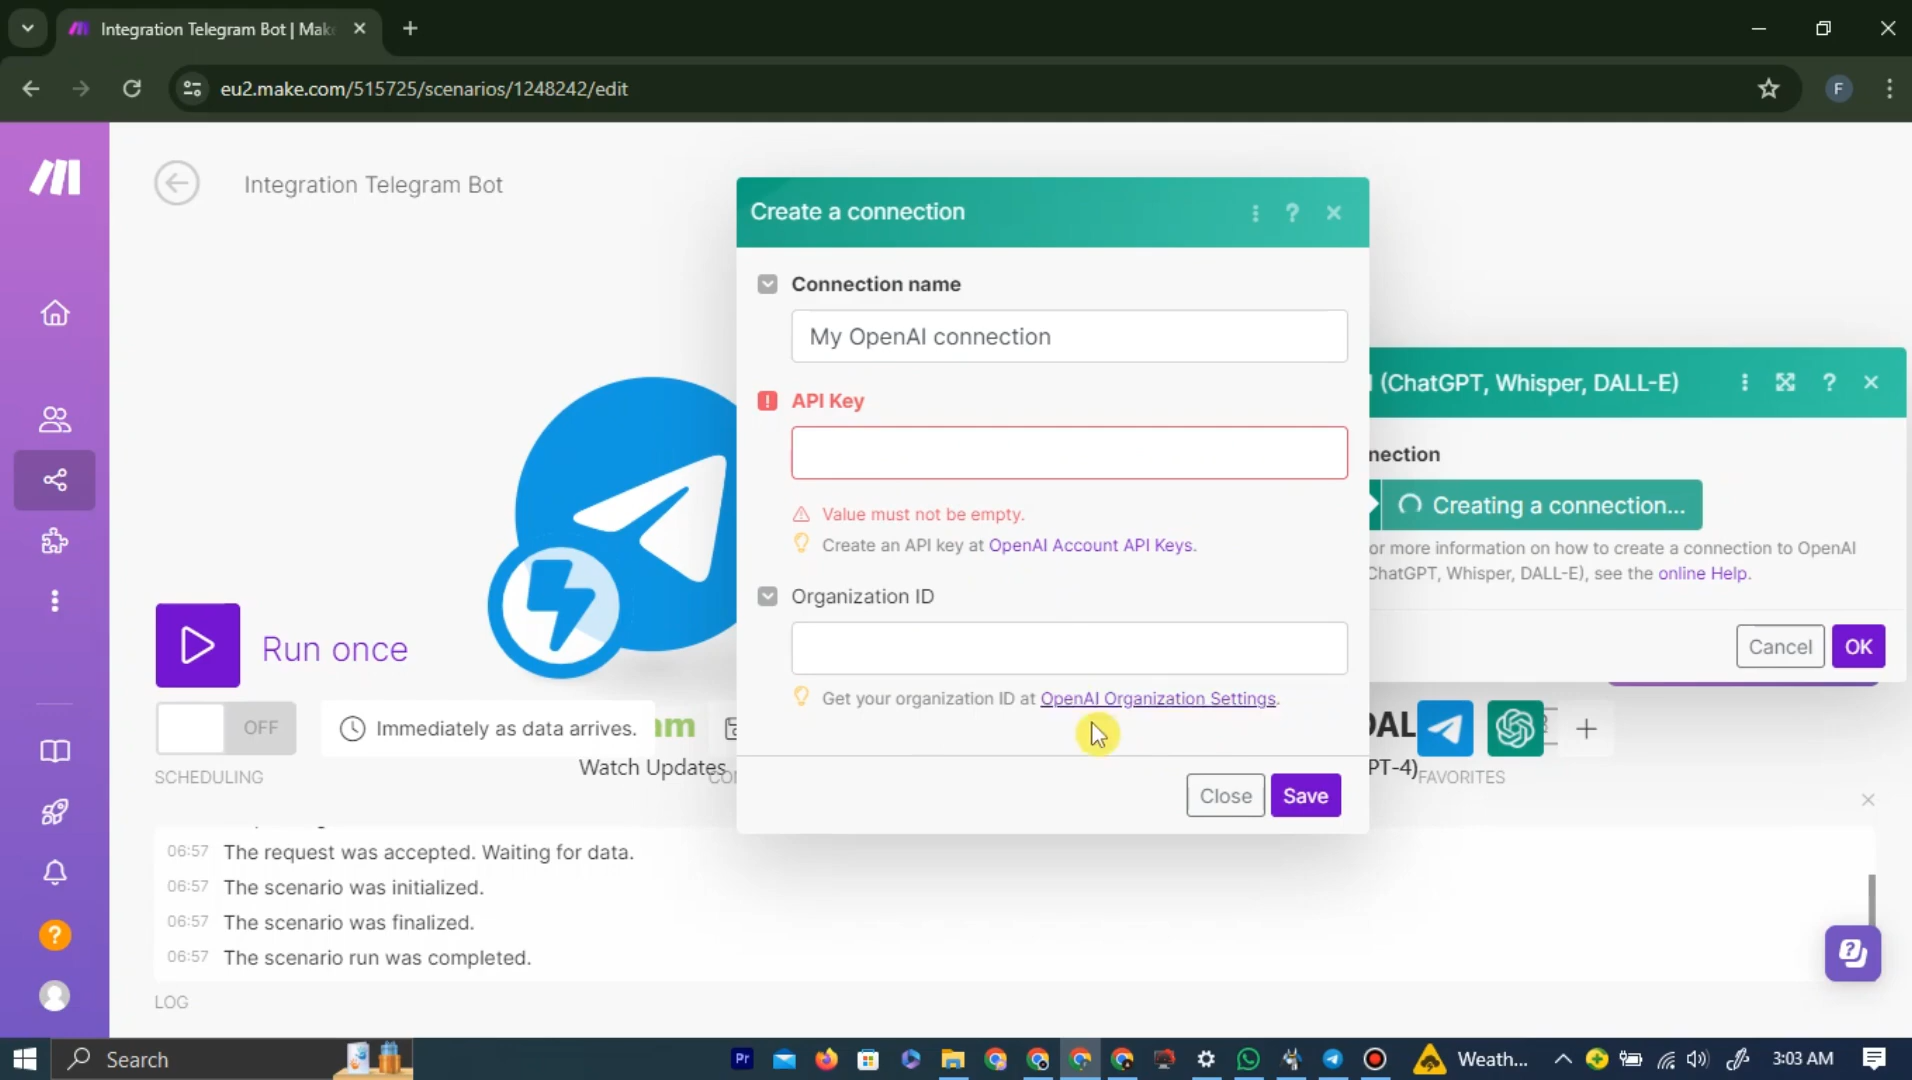 Integration Telegram Bot | Make
eu2.make.com/515725/scenarios/1248242/edit
F
Integration Telegram Bot
Create a connection
?
Connection name
My OpenAI connection
! API Key
Value must not be empty.
Create an API key at OpenAI Account API Keys.
Organization ID
Get your organization ID at OpenAI Organization Settings.
Close
Save
(ChatGPT, Whisper, DALL-E)
?
nection
Creating a connection...
or more information on how to create a connection to OpenAI
ChatGPT, Whisper, DALL-E), see the online Help.
Cancel
OK
Run once
OFF
Immediately as data arrives.
am
DAL
SCHEDULING
Watch Updates
CO
PT-4)
FAVORITES
06:57 The request was accepted. Waiting for data.
06:57 The scenario was initialized.
06:57 The scenario was finalized.
06:57 The scenario run was completed.
LOG
?
?
Search
Pr
Weath...
3:03 AM